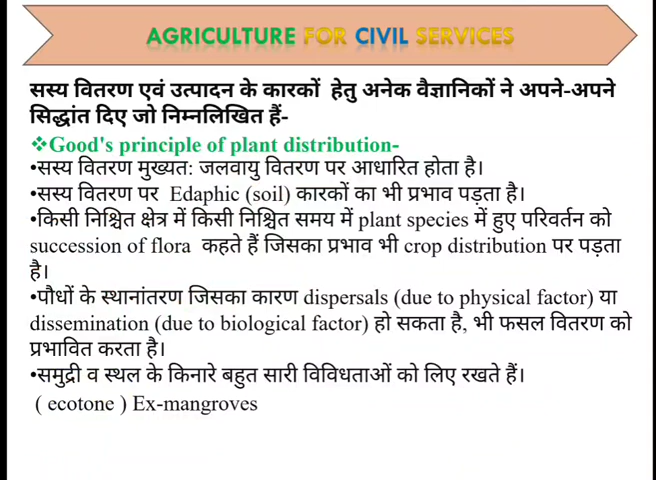 AGRICULTURE FOR CIVIL SERVICES
सस्य वितरण एवं उत्पादन के कारकों हेतु अनेक वैज्ञानिकों ने अपने-अपने
सिद्धांत दिए जो निम्नलिखित हैं-
❖Good's principle of plant distribution-
•सस्य वितरण मुख्यत: जलवायु वितरण पर आधारित होता है।
•सस्य वितरण पर Edaphic (soil) कारकों का भी प्रभाव पड़ता है।
•किसी निश्चित क्षेत्र में किसी निश्चित समय में plant species में हुए परिवर्तन को
succession of flora कहते हैं जिसका प्रभाव भी crop distribution पर पड़ता
है।
•पौधों के स्थानांतरण जिसका कारण dispersals (due to physical factor) या
dissemination (due to biological factor) हो सकता है, भी फसल वितरण को
प्रभावित करता है।
•समुद्री व स्थल के किनारे बहुत सारी विविधताओं को लिए रखते हैं।
( ecotone ) Ex-mangroves